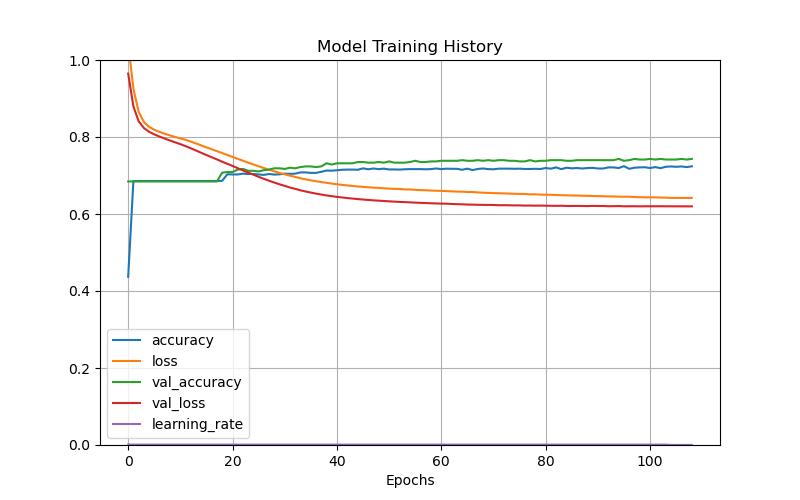 Model Training History
1.0
0.8
0.6
0.4
0.2
0.0
accuracy
loss
val_accuracy
val_loss
learning_rate
0 20 40 60 80 100
Epochs